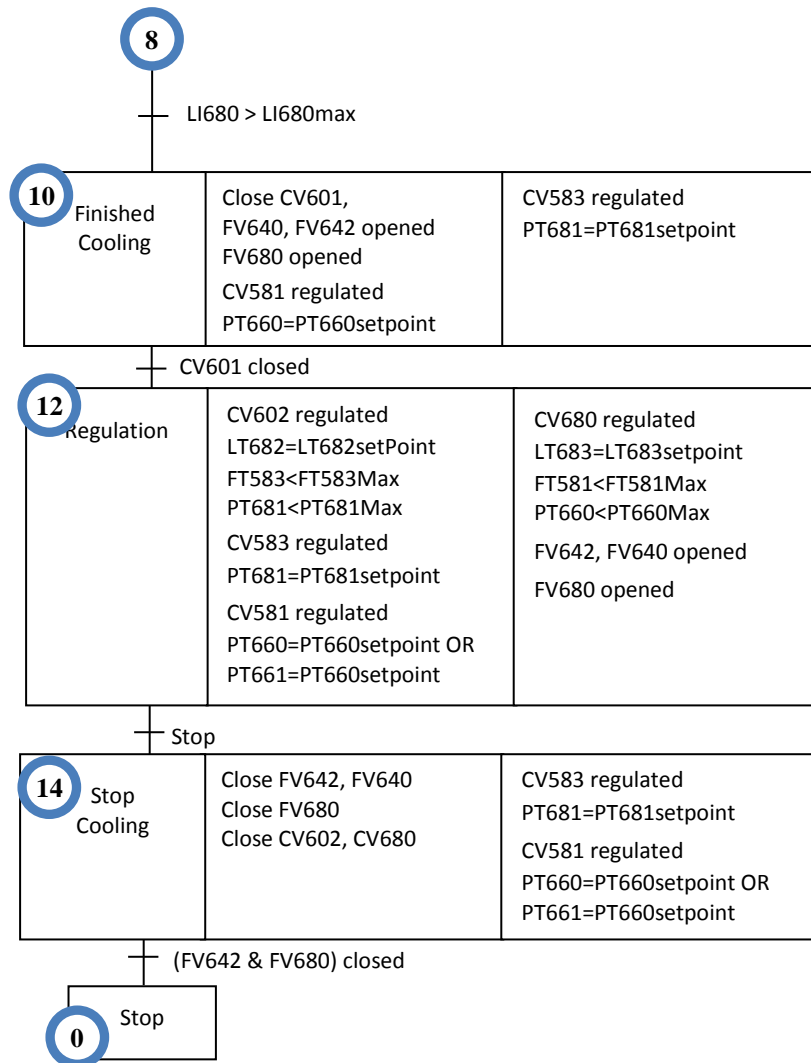 8
LI680 > LI680max
10
Finished
Cooling
Close CV601,
FV640, FV642 opened
FV680 opened
CV581 regulated
PT660=PT660setpoint
CV583 regulated
PT681=PT681setpoint
CV601 closed
12
Regulation
CV602 regulated
LT682=LT682setPoint
FT583<FT583Max
PT681<PT681Max
CV583 regulated
PT681=PT681setpoint
CV581 regulated
PT660=PT660setpoint OR
PT661=PT660setpoint
CV680 regulated
LT683=LT683setpoint
FT581<FT581Max
PT660<PT660Max
FV642, FV640 opened
FV680 opened
Stop
14
Stop
Cooling
Close FV642, FV640
Close FV680
Close CV602, CV680
CV583 regulated
PT681=PT681setpoint
CV581 regulated
PT660=PT660setpoint OR
PT661=PT660setpoint
(FV642 & FV680) closed
Stop
0